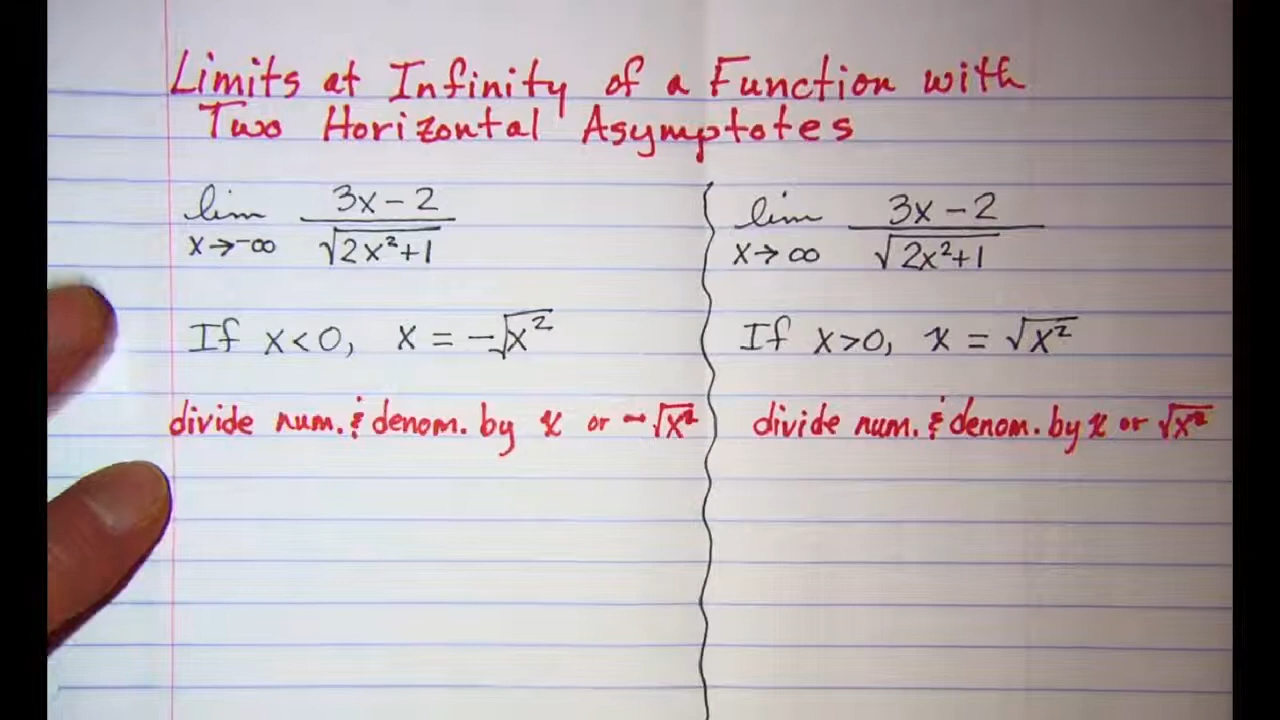 Limits at Infinity of a Function with
Two Horizontal Asymptotes
lim x→-∞ (3x - 2)/√(2x²+1)
If x<0, x = -√x²
divide num. & denom. by x or -√x²
lim x→∞ (3x - 2)/√(2x²+1)
If x>0, x = √x²
divide num. & denom. by x or √x²